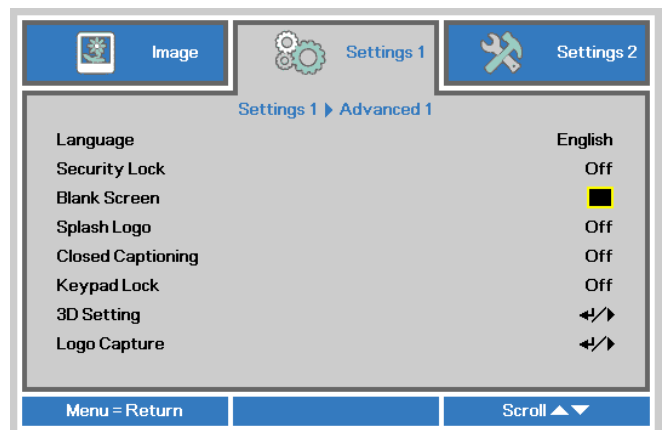 Image
Settings 1
Settings 2
Settings 1 ▶ Advanced 1
Language English
Security Lock Off
Blank Screen
Splash Logo Off
Closed Captioning Off
Keypad Lock Off
3D Setting ↵/▶
Logo Capture ↵/▶
Menu = Return Scroll ▲▼